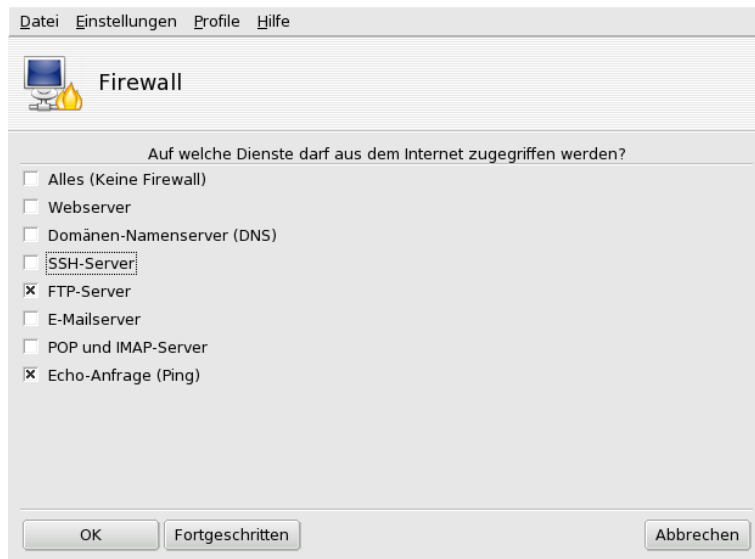 Datei Einstellungen Profile Hilfe
Firewall
Auf welche Dienste darf aus dem Internet zugegriffen werden?
Alles (Keine Firewall)
Webserver
Domänen-Namenserver (DNS)
SSH-Server
FTP-Server
E-Mailserver
POP und IMAP-Server
Echo-Anfrage (Ping)
OK Fortgeschritten Abbrechen